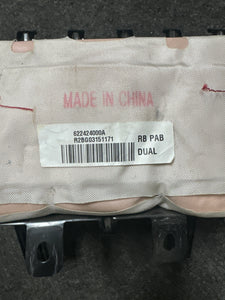 MADE IN CHINA
622424000A
R2BG03151171
RB PAB
DUAL